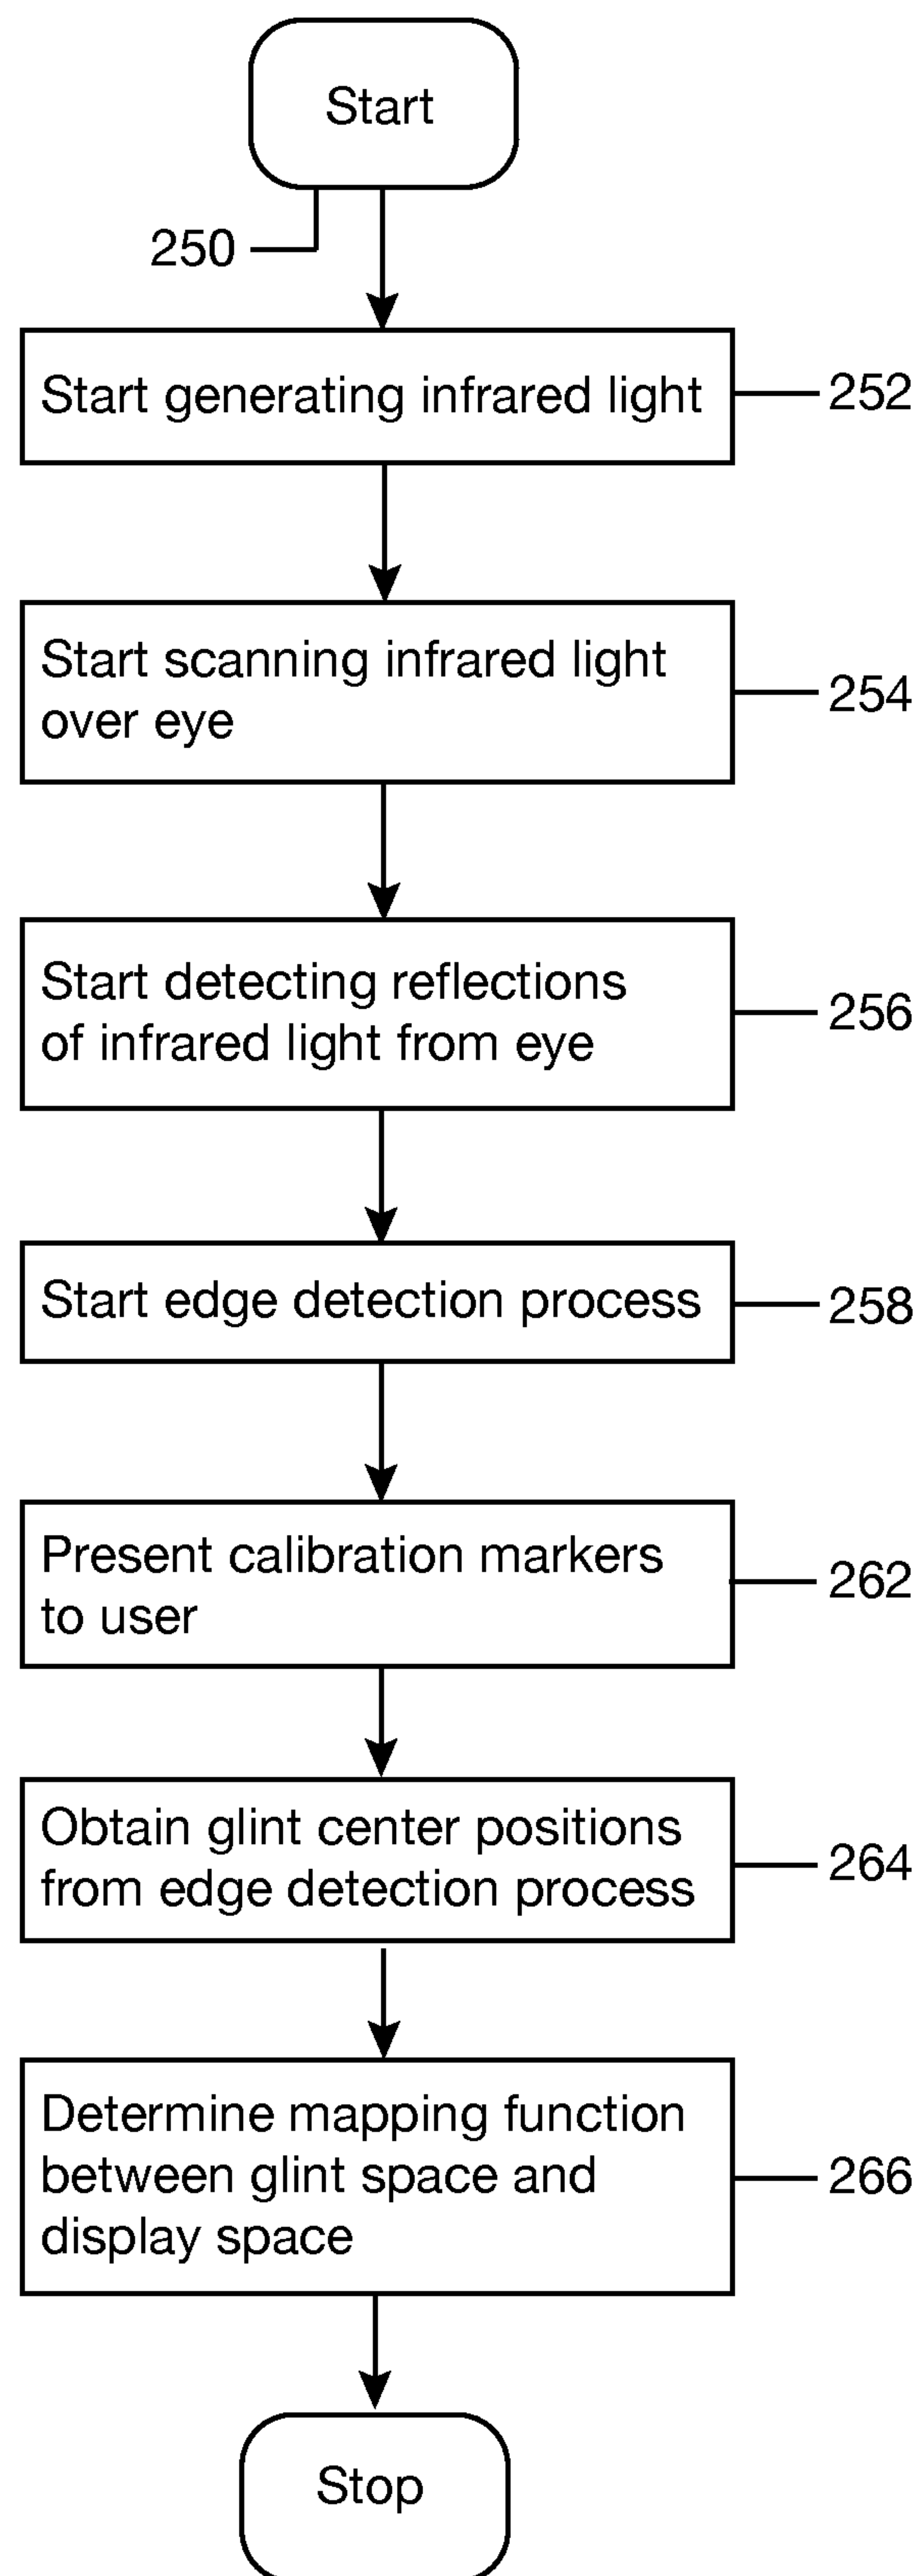 Start
250
Start generating infrared light
252
Start scanning infrared light
over eye
254
Start detecting reflections
of infrared light from eye
256
Start edge detection process
258
Present calibration markers
to user
262
Obtain glint center positions
from edge detection process
264
Determine mapping function
between glint space and
display space
266
Stop